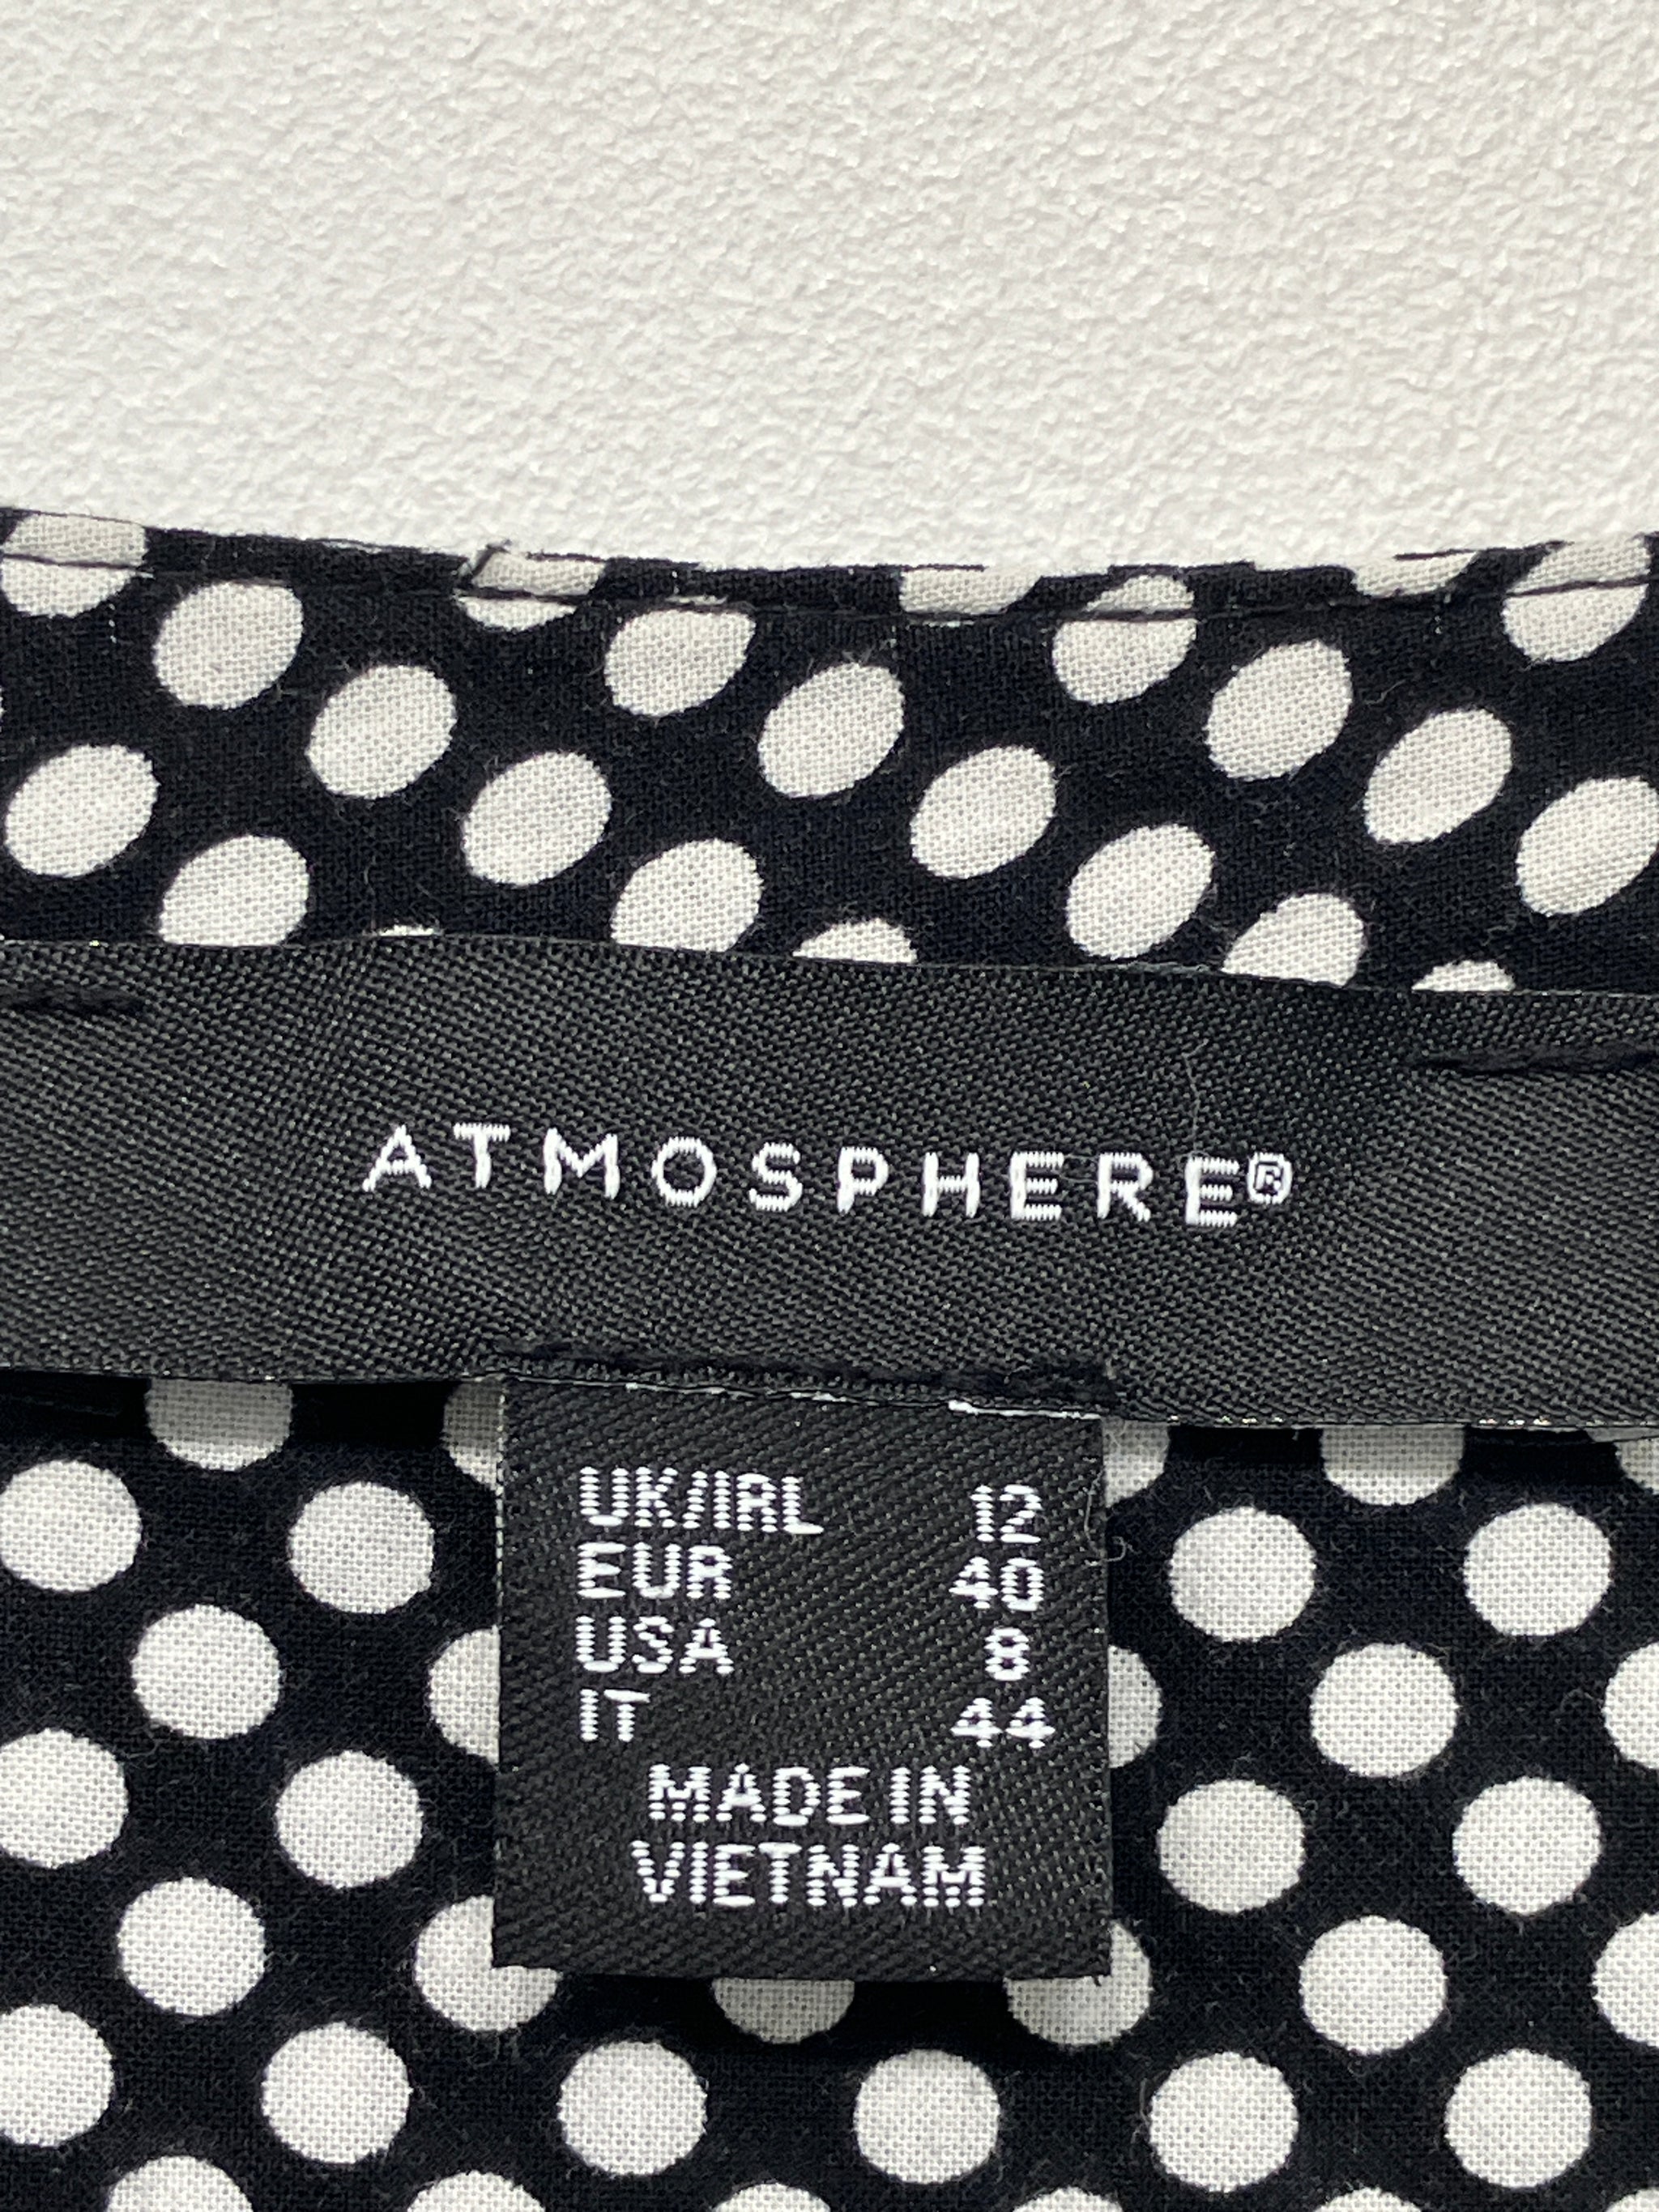 ATMOSPHERE®
UK/IRL 12
EUR 40
USA 8
IT 44
MADE IN
VIETNAM